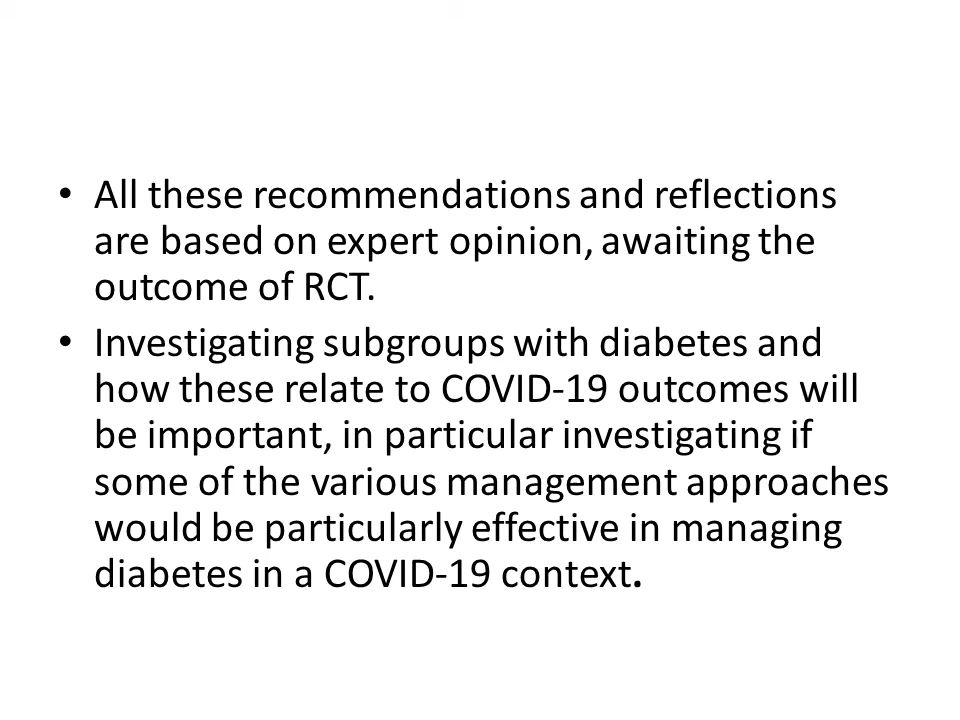 • All these recommendations and reflections
are based on expert opinion, awaiting the
outcome of RCT.
• Investigating subgroups with diabetes and
how these relate to COVID-19 outcomes will
be important, in particular investigating if
some of the various management approaches
would be particularly effective in managing
diabetes in a COVID-19 context.